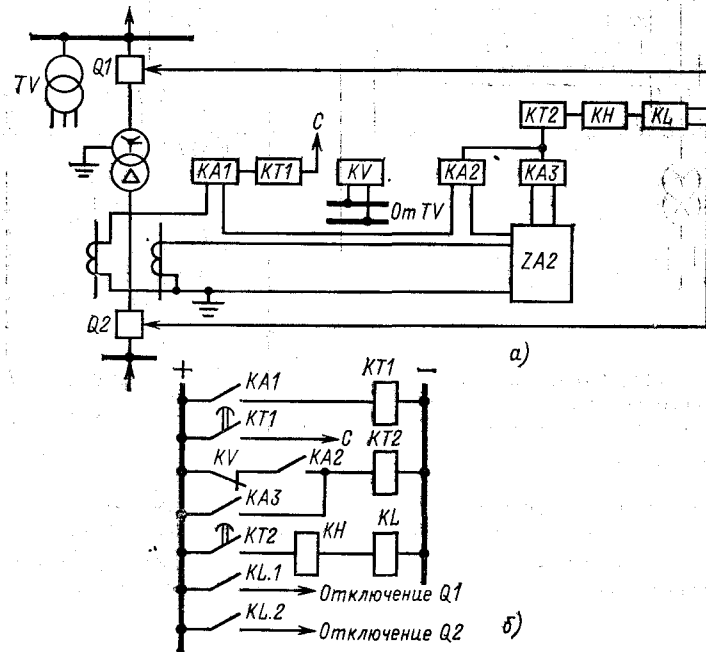 Q1
TV
KT2 KH KL
C
KA1 KT1 KV KA2 KA3
От TV
ZA2
Q2
а)
+ −
KA1 KT1
KT1
C
KV KA2 KT2
KA3
KT2 KH KL
KL.1
Отключение Q1
KL.2
Отключение Q2
б)